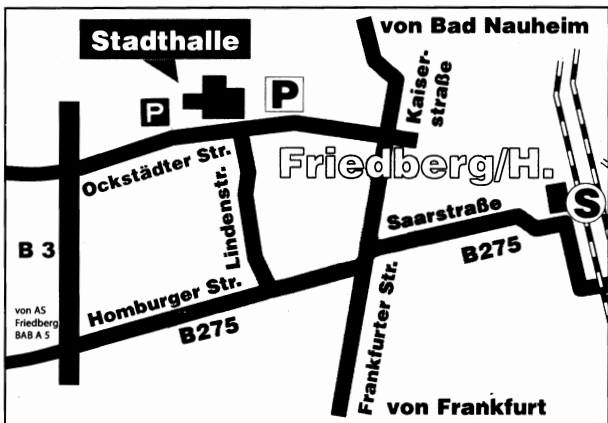 von Bad Nauheim
Stadthalle
P
P
Kaiser-
straße
Friedberg/H.
Ockstädter Str.
Lindenstr.
Saarstraße
S
B 3
B275
Homburger Str.
von AS
Friedberg
BAB A 5
B275
Frankfurter Str.
von Frankfurt